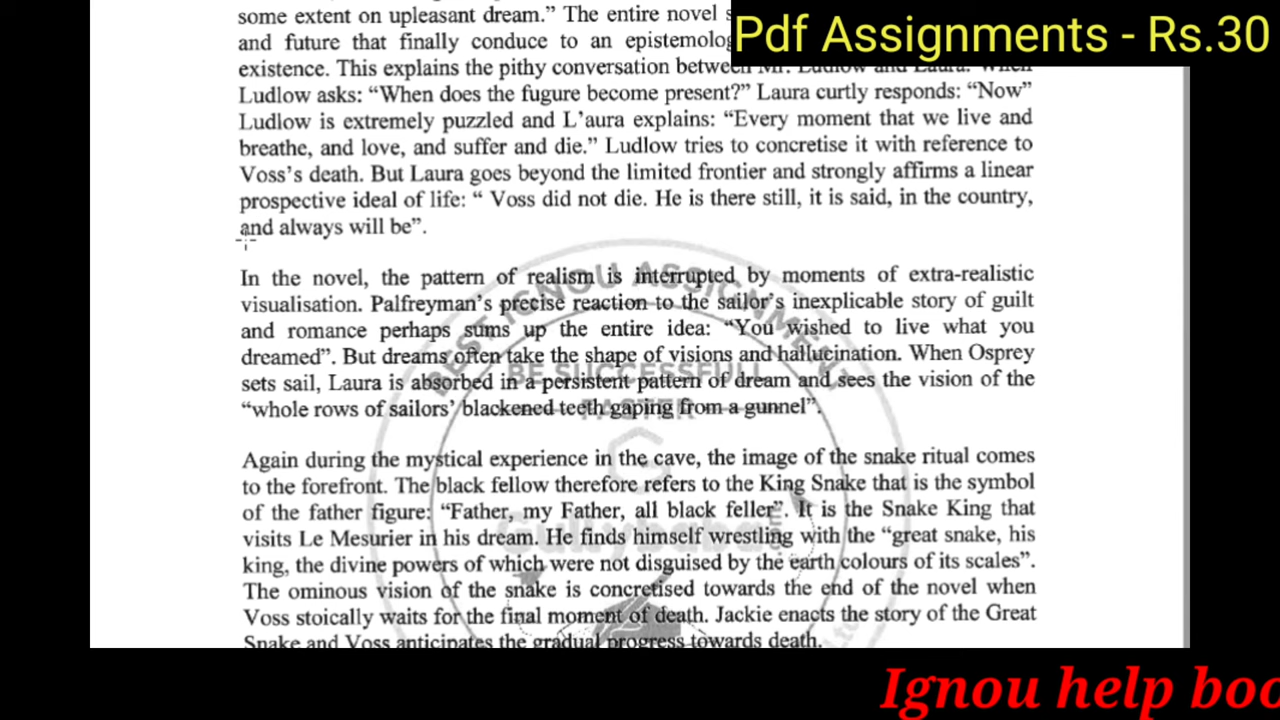 some extent on upleasant dream.” The entire novel
Pdf Assignments - Rs.30
and future that finally conduce to an
existence. This explains the pithy conversation between Mr. Ludlow and Laura. When
Ludlow asks: “When does the fugure become present?” Laura curtly responds: “Now”
Ludlow is extremely puzzled and L’aura explains: “Every moment that we live and
breathe, and love, and suffer and die.” Ludlow tries to concretise it with reference to
Voss’s death. But Laura goes beyond the limited frontier and strongly affirms a linear
prospective ideal of life: “ Voss did not die. He is there still, it is said, in the country,
and always will be”.
In the novel, the pattern of realism is interrupted by moments of extra-realistic
visualisation. Palfreyman’s precise reaction to the sailor’s inexplicable story of guilt
and romance perhaps sums up the entire idea: “You wished to live what you
dreamed”. But dreams often take the shape of visions and hallucination. When Osprey
sets sail, Laura is absorbed in a persistent pattern of dream and sees the vision of the
“whole rows of sailors’ blackened teeth gaping from a gunnel”.
Again during the mystical experience in the cave, the image of the snake ritual comes
to the forefront. The black fellow therefore refers to the King Snake that is the symbol
of the father figure: “Father, my Father, all black feller”. It is the Snake King that
visits Le Mesurier in his dream. He finds himself wrestling with the “great snake, his
king, the divine powers of which were not disguised by the earth colours of its scales”.
The ominous vision of the snake is concretised towards the end of the novel when
Voss stoically waits for the final moment of death. Jackie enacts the story of the Great
Snake and Voss anticipates the gradual progress towards death.
BEST IGNOU ASSIGNMENT
BE SUCCESSFULL
FASTER
Gullybaba
Ignou help boo